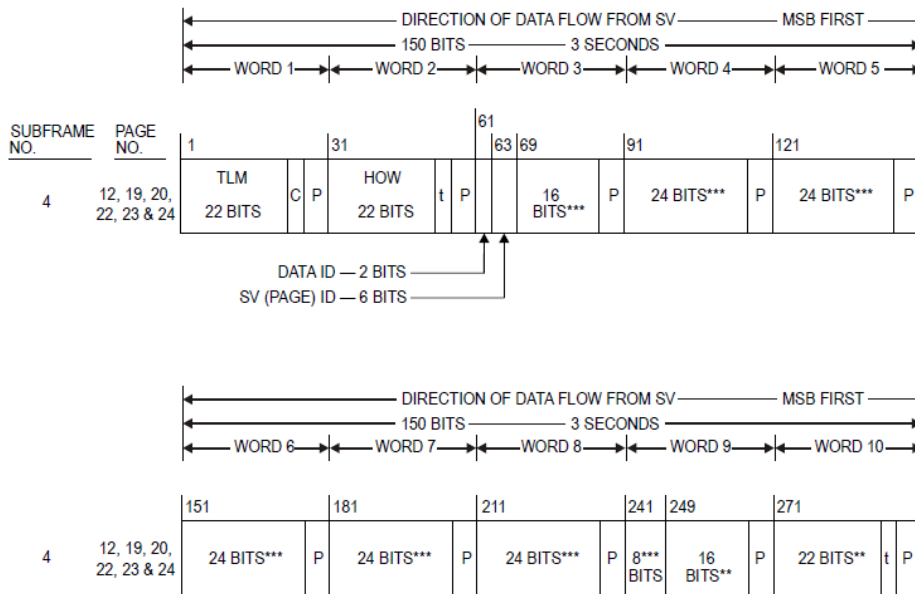 DIRECTION OF DATA FLOW FROM SV MSB FIRST
150 BITS 3 SECONDS
WORD 1 WORD 2 WORD 3 WORD 4 WORD 5
SUBFRAME NO. PAGE NO.
1 31 61 63 69 91 121
4 12, 19, 20, 22, 23 & 24
TLM 22 BITS C P HOW 22 BITS t P 16 BITS*** P 24 BITS*** P 24 BITS*** P
DATA ID — 2 BITS
SV (PAGE) ID — 6 BITS
DIRECTION OF DATA FLOW FROM SV MSB FIRST
150 BITS 3 SECONDS
WORD 6 WORD 7 WORD 8 WORD 9 WORD 10
151 181 211 241 249 271
4 12, 19, 20, 22, 23 & 24
24 BITS*** P 24 BITS*** P 24 BITS*** P 8*** BITS 16 BITS** P 22 BITS** t P